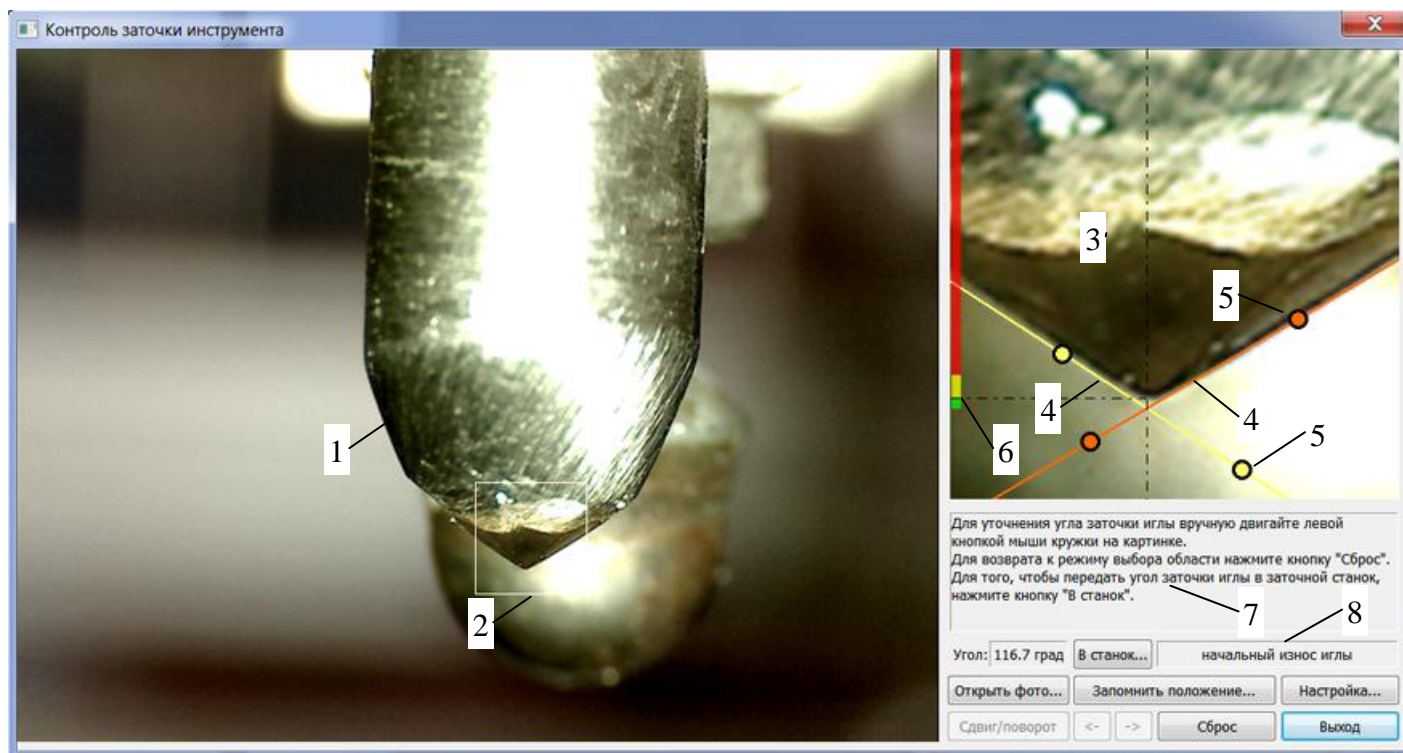 Контроль заточки инструмента
1
2
3
5
4
4
6
5
Для уточнения угла заточки иглы вручную двигайте левой
кнопкой мыши кружки на картинке.
Для возврата к режиму выбора области нажмите кнопку "Сброс".
Для того, чтобы передать угол заточки иглы в заточной станок,
нажмите кнопку "В станок".
7
8
Угол: 116.7 град В станок... начальный износ иглы
Открыть фото... Запомнить положение... Настройка...
Сдвиг/поворот <- -> Сброс Выход